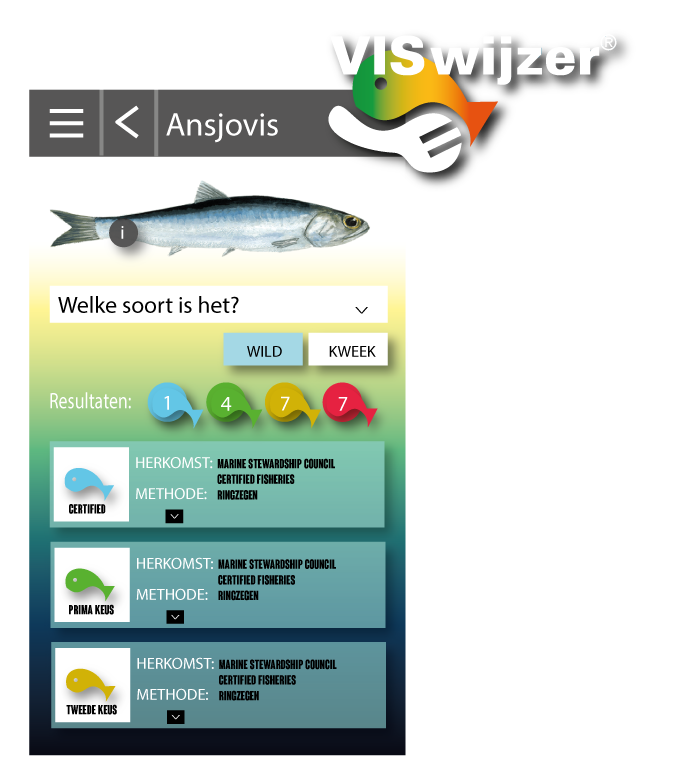 VISwijzer®
Ansjovis
i
Welke soort is het?
WILD KWEEK
Resultaten: 1 4 7 7
HERKOMST: MARINE STEWARDSHIP COUNCIL
CERTIFIED FISHERIES
METHODE: RINGZEGEN
CERTIFIED
HERKOMST: MARINE STEWARDSHIP COUNCIL
CERTIFIED FISHERIES
METHODE: RINGZEGEN
PRIMA KEUS
HERKOMST: MARINE STEWARDSHIP COUNCIL
CERTIFIED FISHERIES
METHODE: RINGZEGEN
TWEEDE KEUS